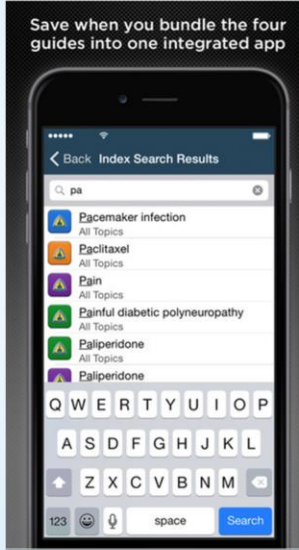 Save when you bundle the four
guides into one integrated app
Back Index Search Results
pa
Pacemaker infection
All Topics
Paclitaxel
All Topics
Pain
All Topics
Painful diabetic polyneuropathy
All Topics
Paliperidone
All Topics
Paliperidone
Q W E R T Y U I O P
A S D F G H J K L
Z X C V B N M
123 space Search